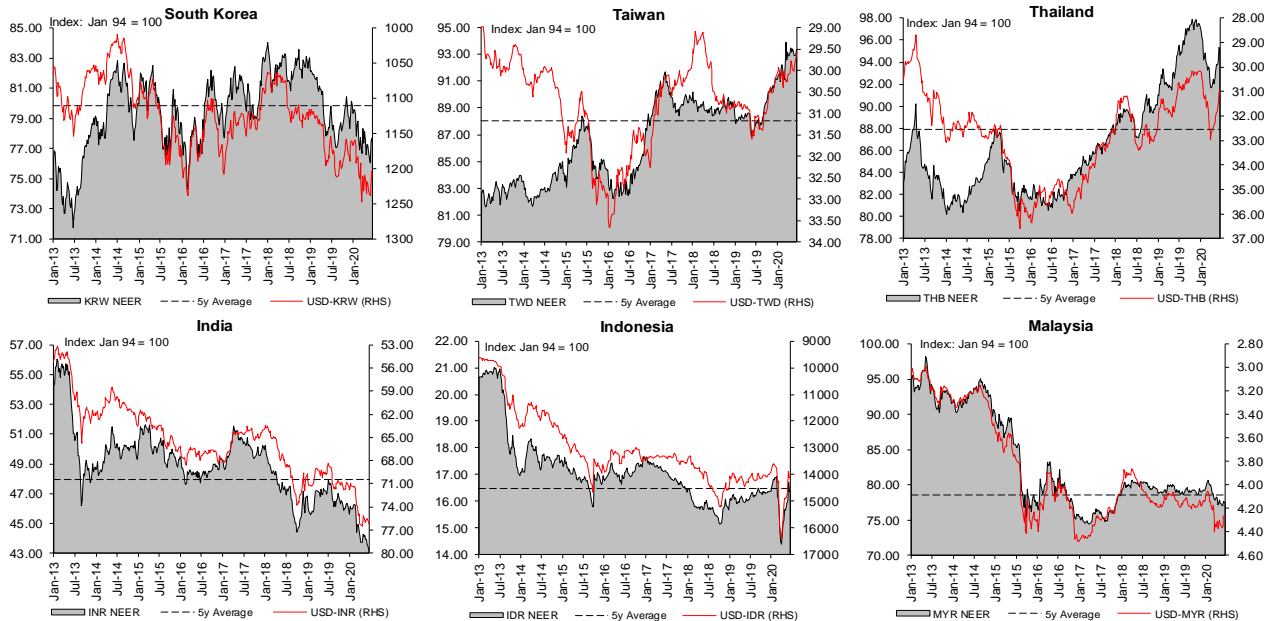 South Korea
Index: Jan 94 = 100
85.00
83.00
81.00
79.00
77.00
75.00
73.00
71.00
1000
1050
1100
1150
1200
1250
1300
Jan-13
Jul-13
Jan-14
Jul-14
Jan-15
Jul-15
Jan-16
Jul-16
Jan-17
Jul-17
Jan-18
Jul-18
Jan-19
Jul-19
Jan-20
KRW NEER 5y Average USD-KRW (RHS)
Taiwan
Index: Jan 94 = 100
95.00
93.00
91.00
89.00
87.00
85.00
83.00
81.00
79.00
29.00
29.50
30.00
30.50
31.00
31.50
32.00
32.50
33.00
33.50
34.00
Jan-13
Jul-13
Jan-14
Jul-14
Jan-15
Jul-15
Jan-16
Jul-16
Jan-17
Jul-17
Jan-18
Jul-18
Jan-19
Jul-19
Jan-20
TWD NEER 5y Average USD-TWD (RHS)
Thailand
Index: Jan 94 = 100
98.00
96.00
94.00
92.00
90.00
88.00
86.00
84.00
82.00
80.00
78.00
28.00
29.00
30.00
31.00
32.00
33.00
34.00
35.00
36.00
37.00
Jan-13
Jul-13
Jan-14
Jul-14
Jan-15
Jul-15
Jan-16
Jul-16
Jan-17
Jul-17
Jan-18
Jul-18
Jan-19
Jul-19
Jan-20
THB NEER 5y Average USD-THB (RHS)
India
Index: Jan 94 = 100
57.00
55.00
53.00
51.00
49.00
47.00
45.00
43.00
53.00
56.00
59.00
62.00
65.00
68.00
71.00
74.00
77.00
80.00
Jan-13
Jul-13
Jan-14
Jul-14
Jan-15
Jul-15
Jan-16
Jul-16
Jan-17
Jul-17
Jan-18
Jul-18
Jan-19
Jul-19
Jan-20
INR NEER 5y Average USD-INR (RHS)
Indonesia
Index: Jan 94 = 100
22.00
21.00
20.00
19.00
18.00
17.00
16.00
15.00
14.00
9000
10000
11000
12000
13000
14000
15000
16000
17000
Jan-13
Jul-13
Jan-14
Jul-14
Jan-15
Jul-15
Jan-16
Jul-16
Jan-17
Jul-17
Jan-18
Jul-18
Jan-19
Jul-19
Jan-20
IDR NEER 5y Average USD-IDR (RHS)
Malaysia
Index: Jan 94 = 100
100.00
95.00
90.00
85.00
80.00
75.00
70.00
2.80
3.00
3.20
3.40
3.60
3.80
4.00
4.20
4.40
4.60
Jan-13
Jul-13
Jan-14
Jul-14
Jan-15
Jul-15
Jan-16
Jul-16
Jan-17
Jul-17
Jan-18
Jul-18
Jan-19
Jul-19
Jan-20
MYR NEER 5y Average USD-MYR (RHS)